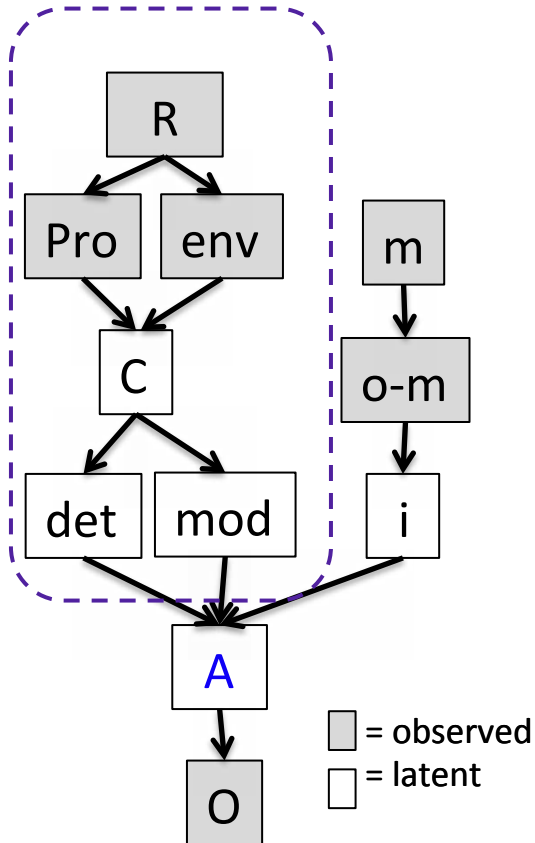 R
Pro env
m
C
o-m
det mod i
A
= observed
= latent
O